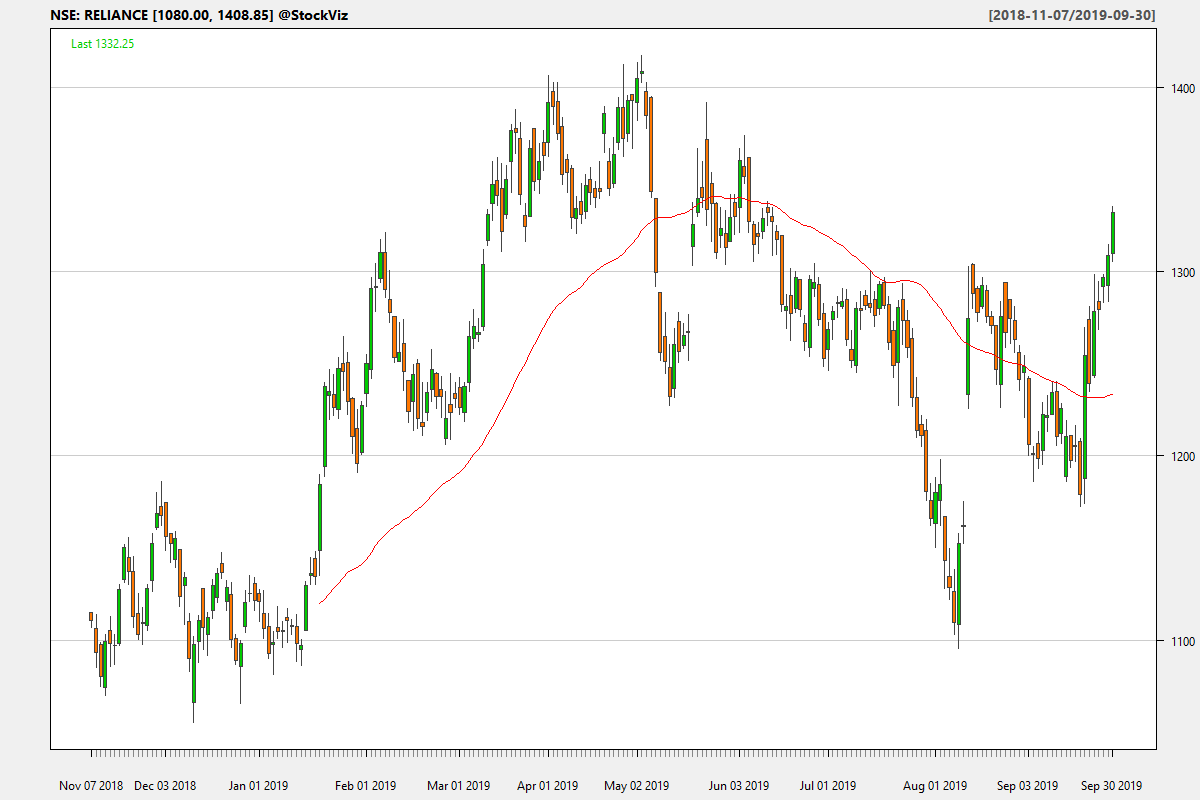 NSE: RELIANCE [1080.00, 1408.85] @StockViz
[2018-11-07/2019-09-30]
Last 1332.25
1400
1300
1200
1100
Nov 07 2018 Dec 03 2018 Jan 01 2019 Feb 01 2019 Mar 01 2019 Apr 01 2019 May 02 2019 Jun 03 2019 Jul 01 2019 Aug 01 2019 Sep 03 2019 Sep 30 2019